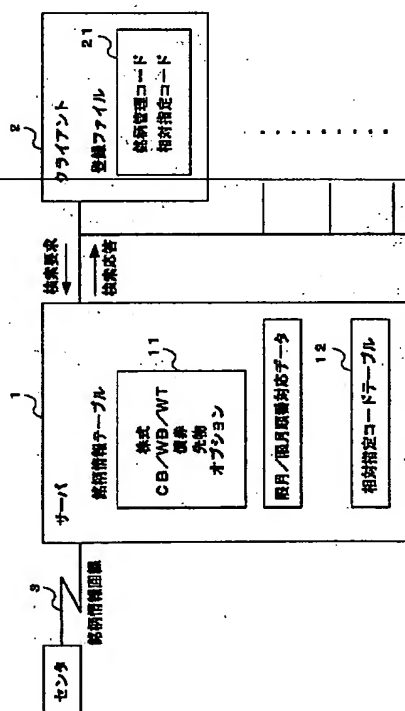 センタ
3
銘柄情報回線
1
サーバ
銘柄情報テーブル
11
株式
CB/WB/WT
債券
先物
オプション
限月/限月順番対応データ
12
相対指定コードテーブル
検索要求
検索応答
2
クライアント
登録ファイル
21
銘柄管理コード
相対指定コード